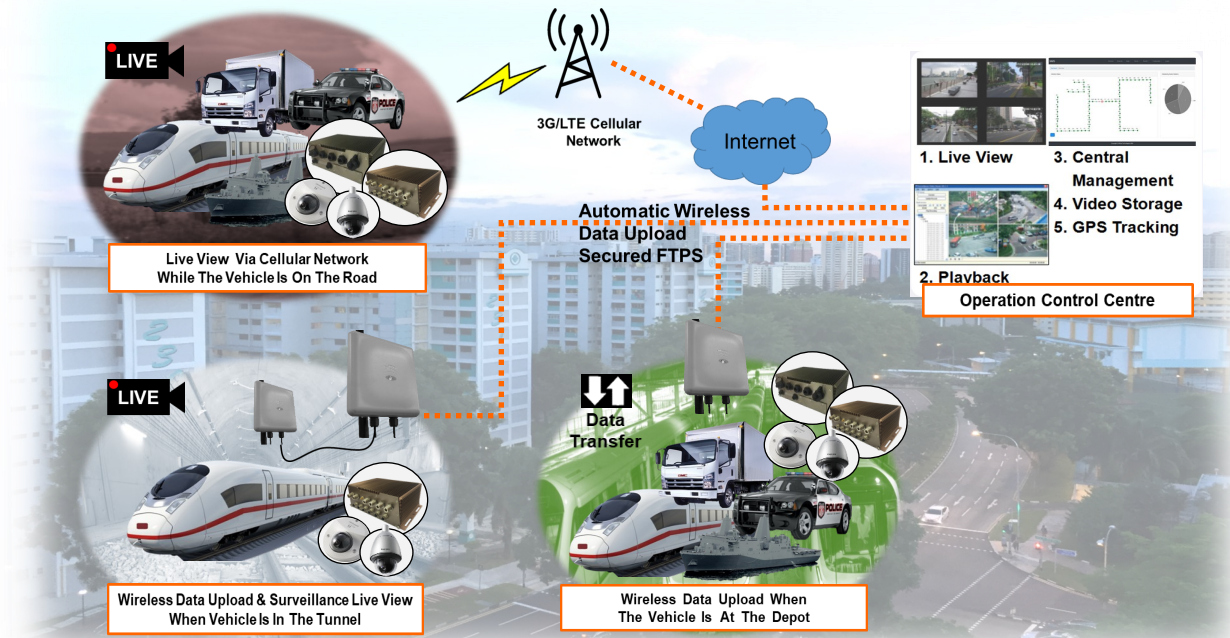 LIVE
3G/LTE Cellular
Network
Internet
POLICE
1. Live View
2. Playback
3. Central
Management
4. Video Storage
5. GPS Tracking
Operation Control Centre
Automatic Wireless
Data Upload
Secured FTPS
Live View Via Cellular Network
While The Vehicle Is On The Road
23
LIVE
Data
Transfer
POLICE
Wireless Data Upload & Surveillance Live View
When Vehicle Is In The Tunnel
Wireless Data Upload When
The Vehicle Is At The Depot